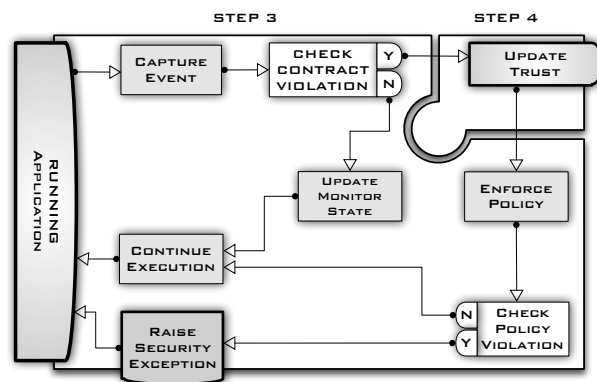 STEP 3
STEP 4
CAPTURE
EVENT
CHECK
CONTRACT
VIOLATION
Y
N
UPDATE
TRUST
RUNNING
APPLICATION
UPDATE
MONITOR
STATE
ENFORCE
POLICY
CONTINUE
EXECUTION
RAISE
SECURITY
EXCEPTION
N
Y
CHECK
POLICY
VIOLATION